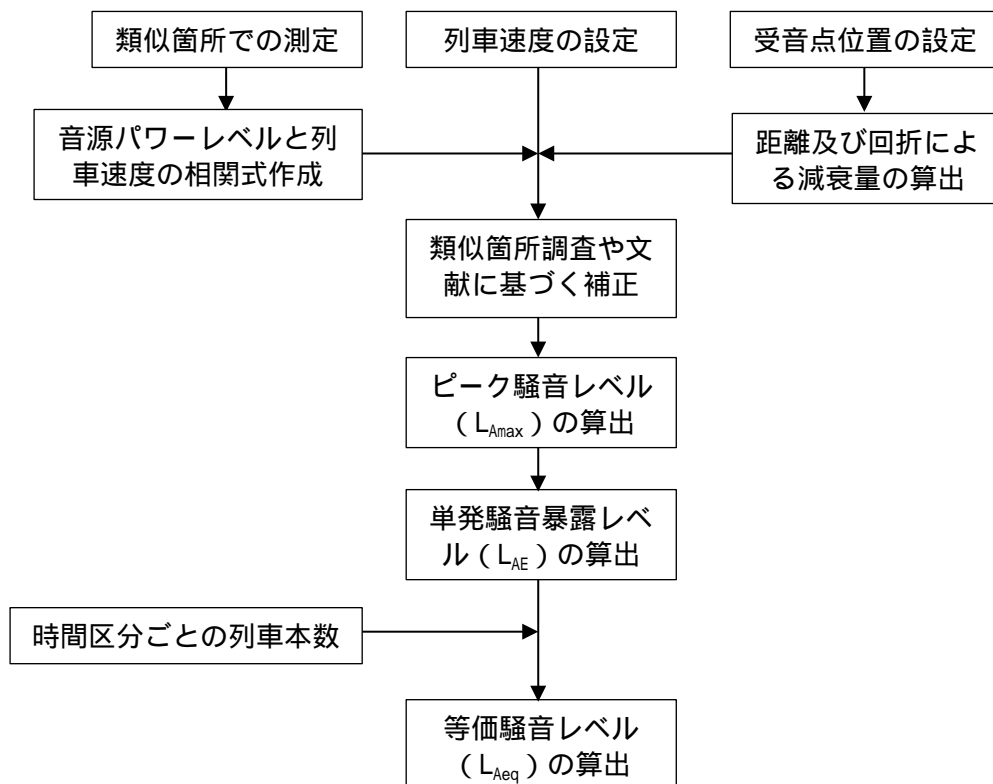 類似箇所での測定
列車速度の設定
受音点位置の設定
音源パワーレベルと列
車速度の相関式作成
距離及び回折によ
る減衰量の算出
類似箇所調査や文
献に基づく補正
ピーク騒音レベル
(LAmax)の算出
単発騒音暴露レベ
ル(LAE)の算出
時間区分ごとの列車本数
等価騒音レベル
(LAeq)の算出